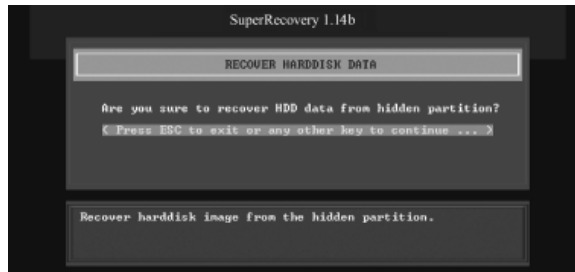 SuperRecovery 1.14b
RECOVER HARDDISK DATA
Are you sure to recover HDD data from hidden partition?
< Press ESC to exit or any other key to continue ... >
Recover harddisk image from the hidden partition.